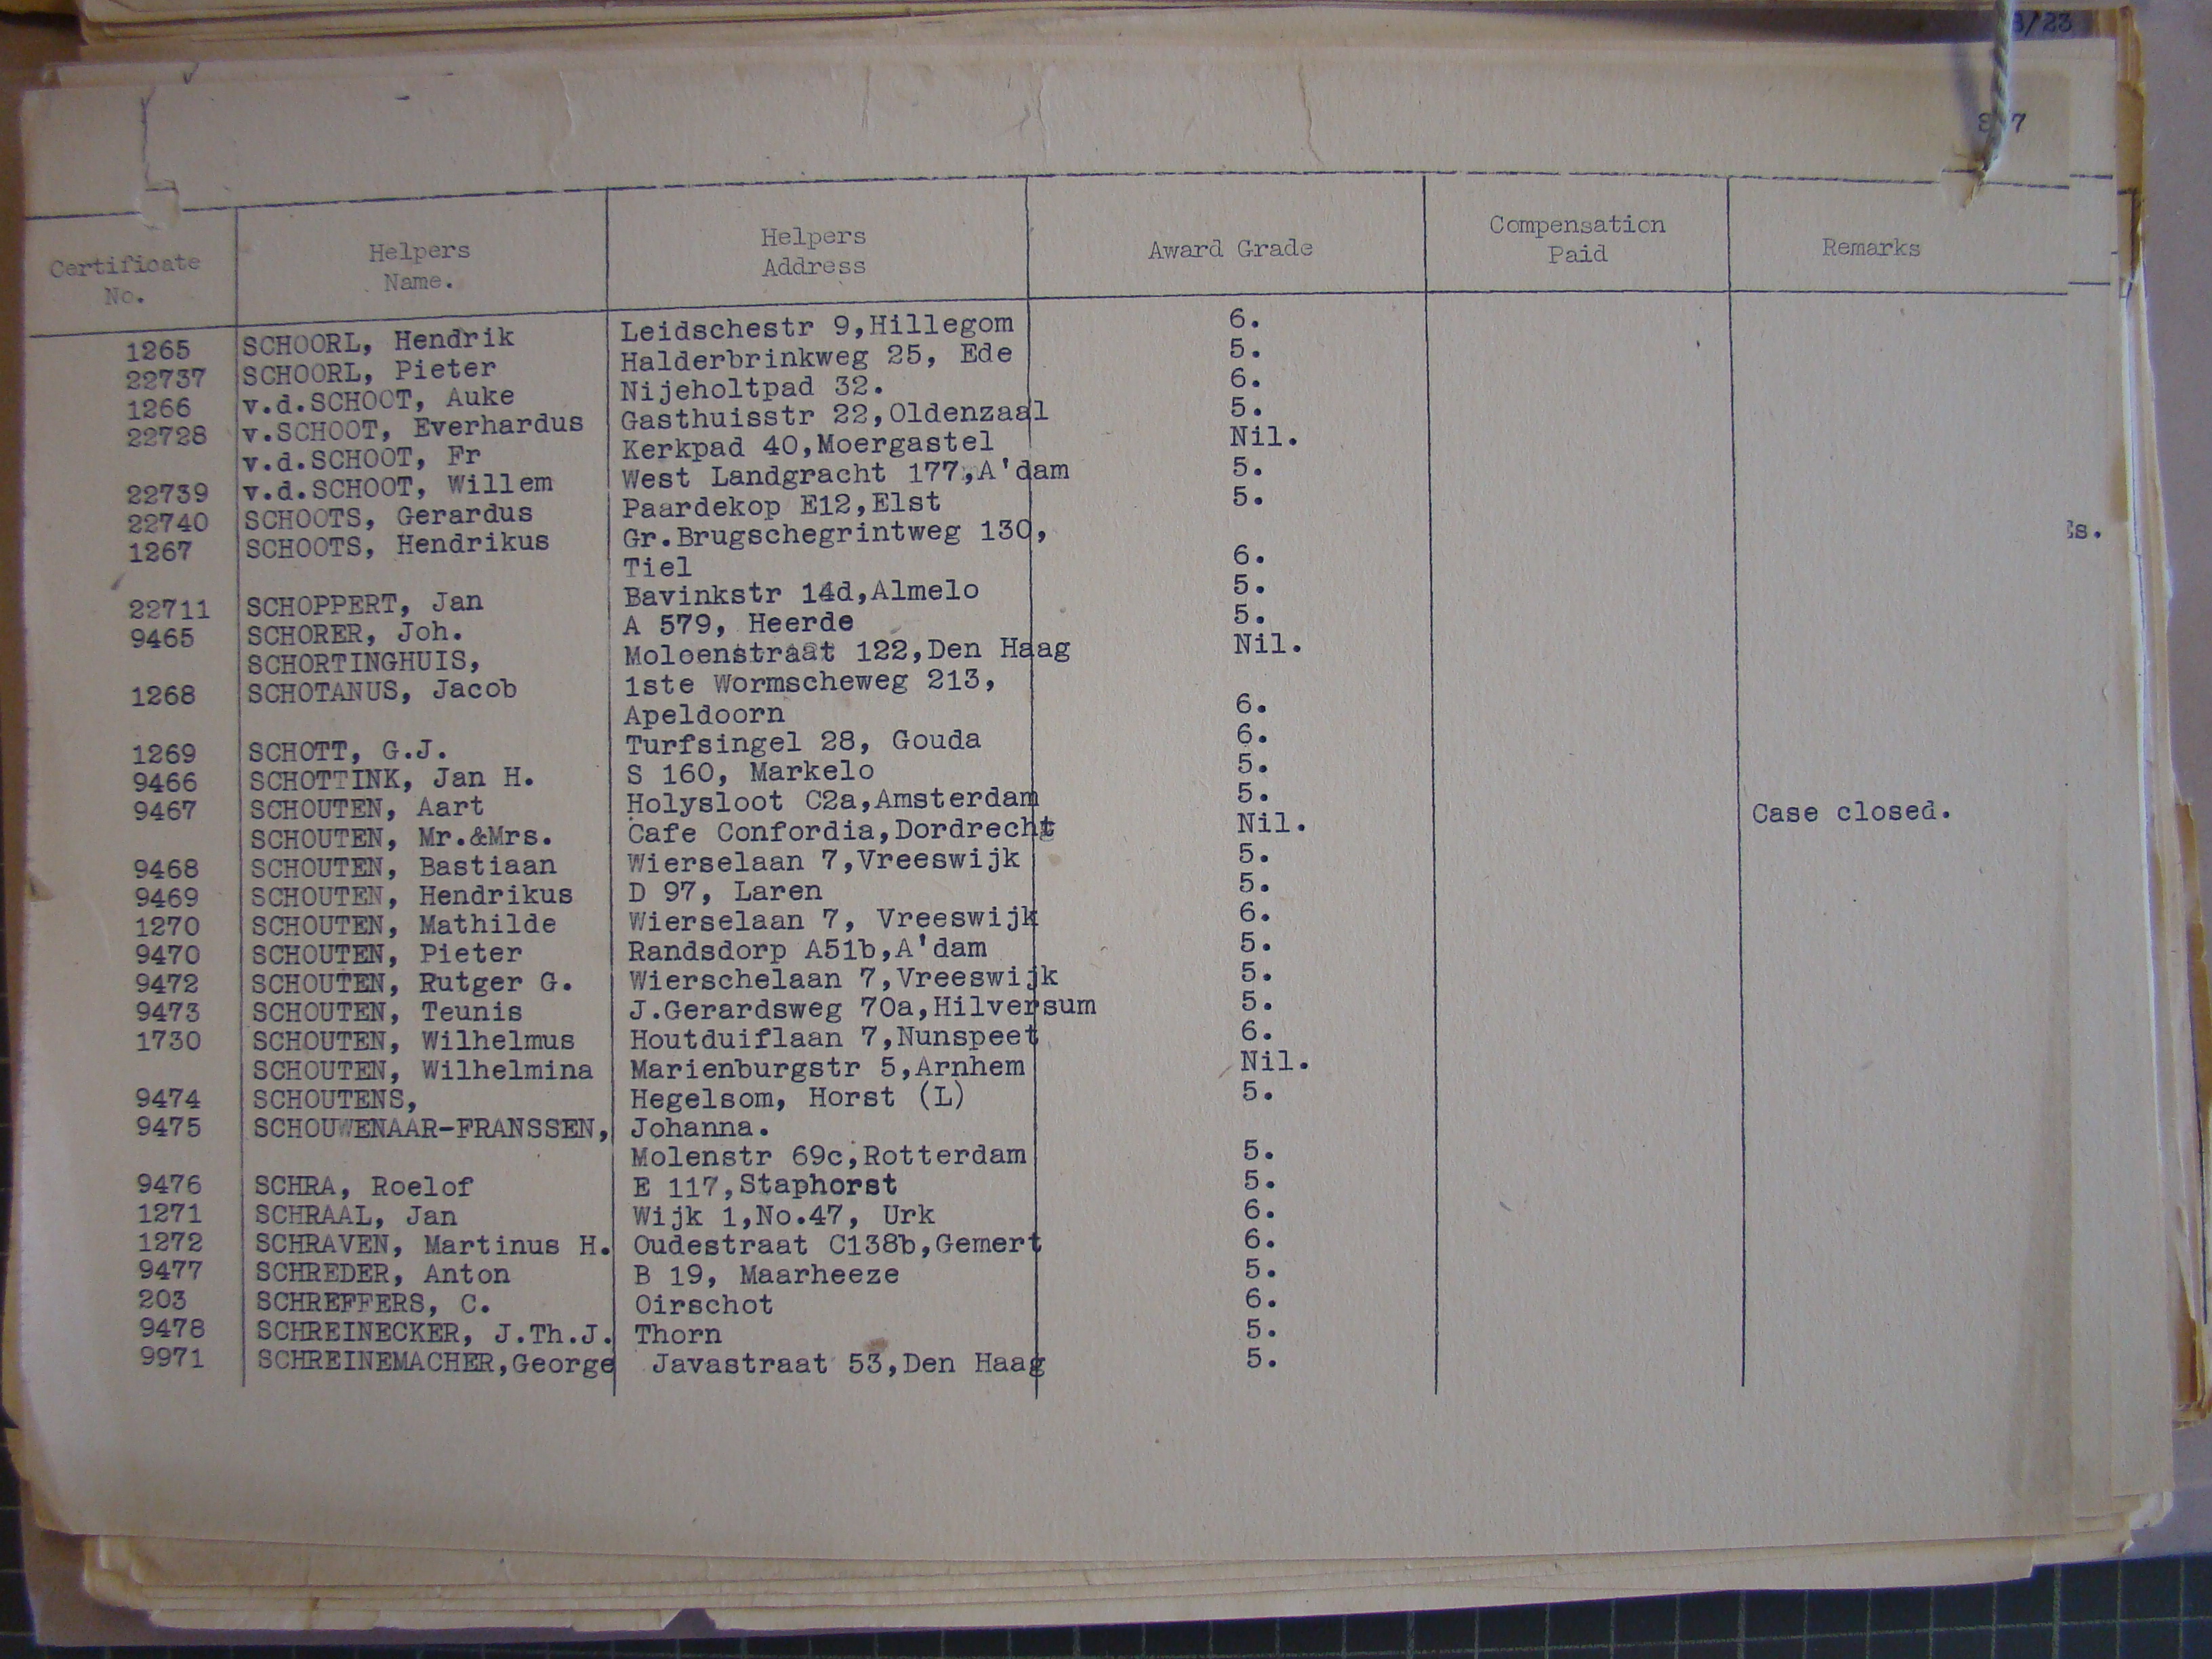 3/23
Certificate No. Helpers Name. Helpers Address Award Grade Compensation Paid Remarks
1265 SCHOORL, Hendrik Leidschestr 9,Hillegom 6.
22737 SCHOORL, Pieter Halderbrinkweg 25, Ede 5.
1266 v.d.SCHOOT, Auke Nijeholtpad 32. 6.
22728 v.SCHOOT, Everhardus Gasthuisstr 22,Oldenzaal 5.
v.d.SCHOOT, Fr Kerkpad 40,Moergastel Nil.
22739 v.d.SCHOOT, Willem West Landgracht 177,A'dam 5.
22740 SCHOOTS, Gerardus Paardekop E12,Elst 5.
1267 SCHOOTS, Hendrikus Gr.Brugschegrintweg 130,
Tiel 6.
22711 SCHOPPERT, Jan Bavinkstr 14d,Almelo 5.
9465 SCHORER, Joh. A 579, Heerde 5.
SCHORTINGHUIS, Moloenstraat 122,Den Haag Nil.
1268 SCHOTANUS, Jacob 1ste Wormscheweg 213,
Apeldoorn 6.
1269 SCHOTT, G.J. Turfsingel 28, Gouda 6.
9466 SCHOTTINK, Jan H. S 160, Markelo 5.
9467 SCHOUTEN, Aart Holysloot C2a,Amsterdam 5.
SCHOUTEN, Mr.&Mrs. Cafe Confordia,Dordrecht Nil. Case closed.
9468 SCHOUTEN, Bastiaan Wierselaan 7,Vreeswijk 5.
9469 SCHOUTEN, Hendrikus D 97, Laren 5.
1270 SCHOUTEN, Mathilde Wierselaan 7, Vreeswijk 6.
9470 SCHOUTEN, Pieter Randsdorp A51b,A'dam 5.
9472 SCHOUTEN, Rutger G. Wierschelaan 7,Vreeswijk 5.
9473 SCHOUTEN, Teunis J.Gerardsweg 70a,Hilversum 5.
1730 SCHOUTEN, Wilhelmus Houtduiflaan 7,Nunspeet 6.
SCHOUTEN, Wilhelmina Marienburgstr 5,Arnhem Nil.
9474 SCHOUTENS, Hegelsom, Horst (L) 5.
9475 SCHOUWENAAR-FRANSSEN, Johanna.
Molenstr 69c,Rotterdam 5.
9476 SCHRA, Roelof E 117,Staphorst 5.
1271 SCHRAAL, Jan Wijk 1,No.47, Urk 6.
1272 SCHRAVEN, Martinus H. Oudestraat C138b,Gemert 6.
9477 SCHREDER, Anton B 19, Maarheeze 5.
203 SCHREFFERS, C. Oirschot 6.
9478 SCHREINECKER, J.Th.J. Thorn 5.
9971 SCHREINEMACHER,George Javastraat 53,Den Haag 5.